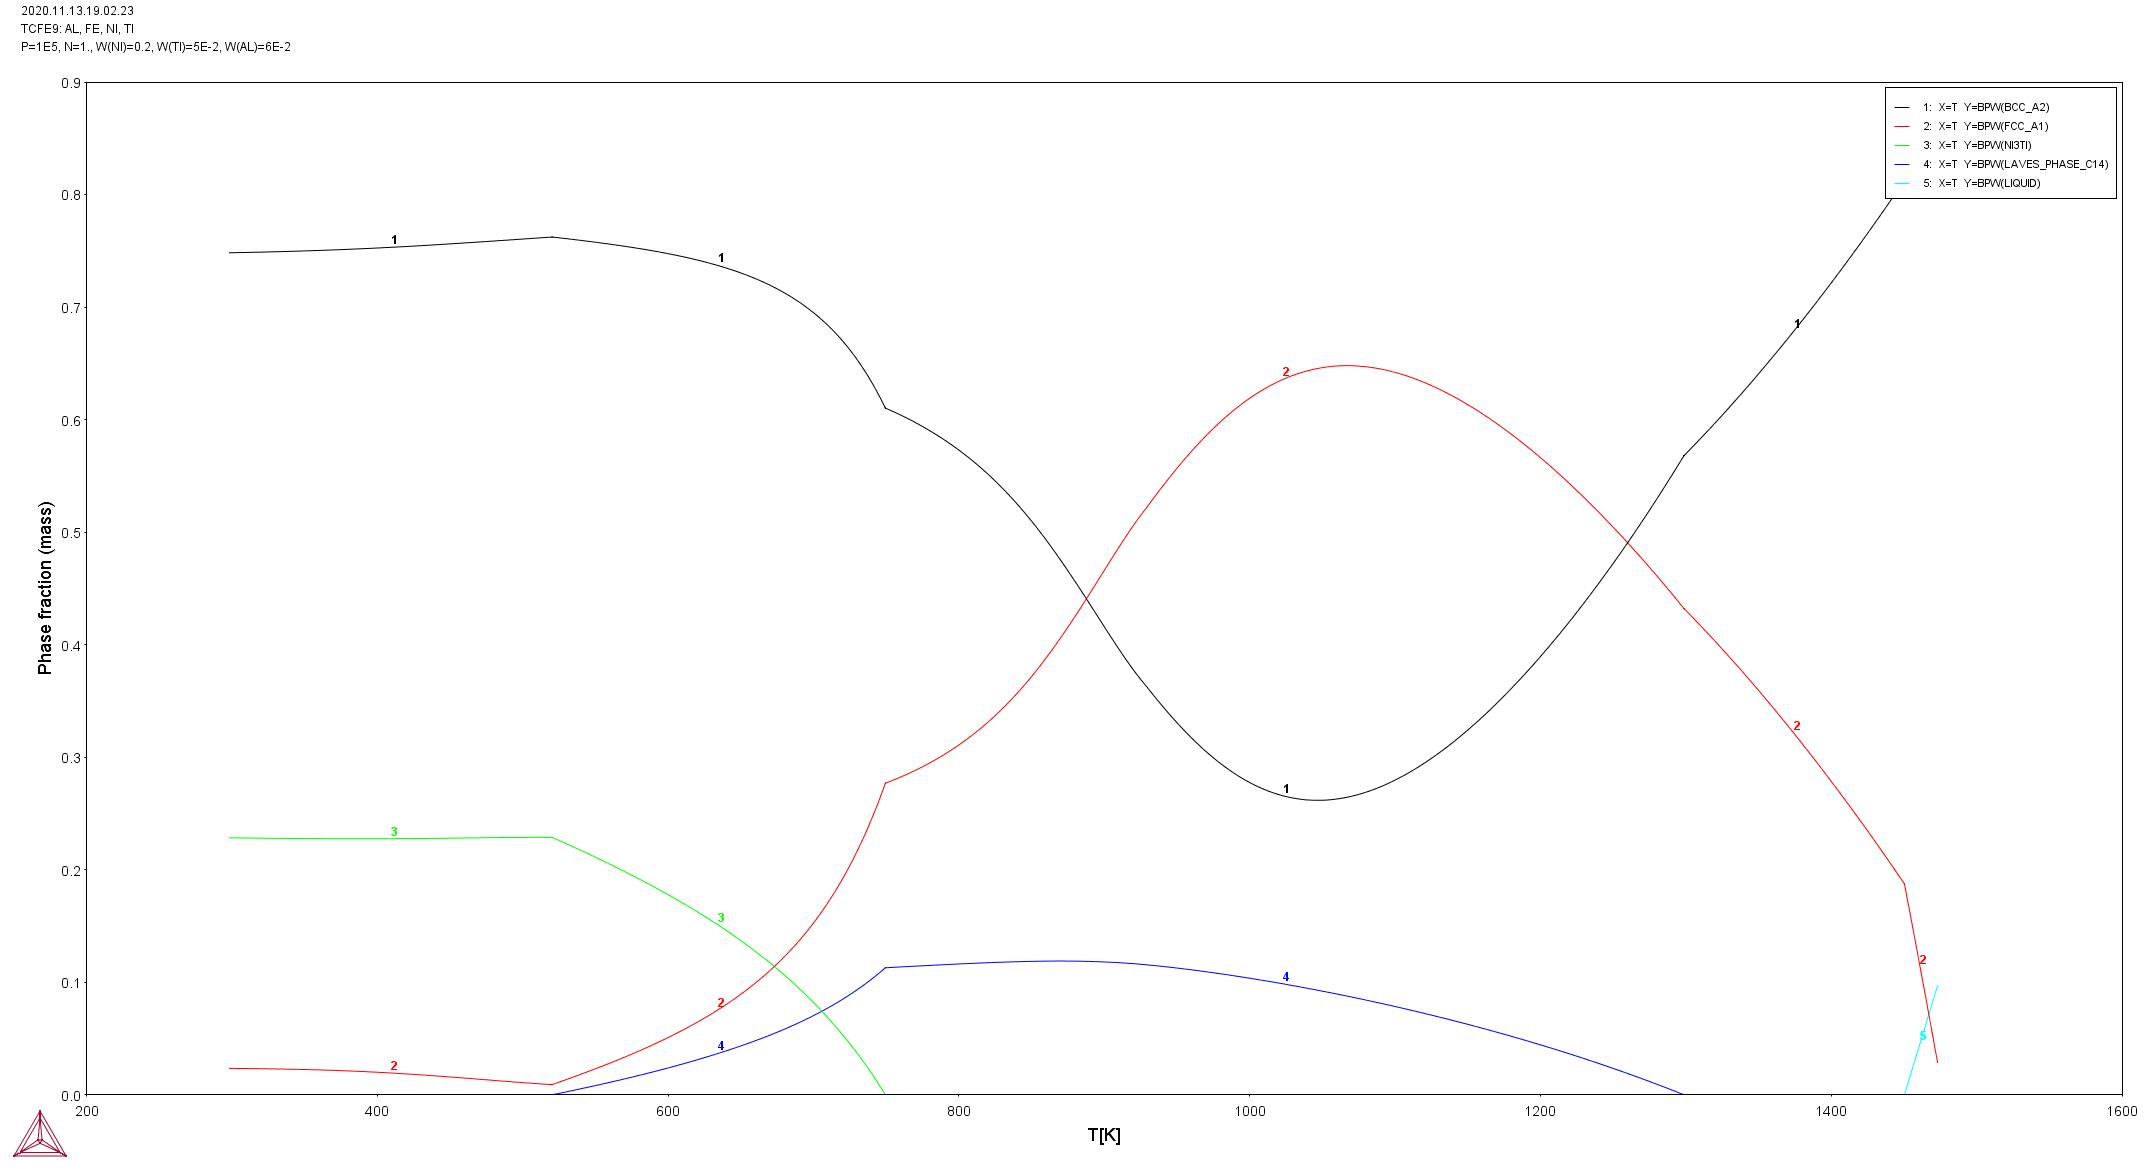 2020.11.13.19.02.23
TCFE9: AL, FE, NI, TI
P=1E5, N=1., W(NI)=0.2, W(TI)=5E-2, W(AL)=6E-2
1: X=T Y=BPW(BCC_A2)
2: X=T Y=BPW(FCC_A1)
3: X=T Y=BPW(NI3TI)
4: X=T Y=BPW(LAVES_PHASE_C14)
5: X=T Y=BPW(LIQUID)
Phase fraction (mass)
0.9
0.8
0.7
0.6
0.5
0.4
0.3
0.2
0.1
0.0
1
1
1
1
2
2
2
2
2
3
3
4
4
5
200 400 600 800 1000 1200 1400 1600
T[K]